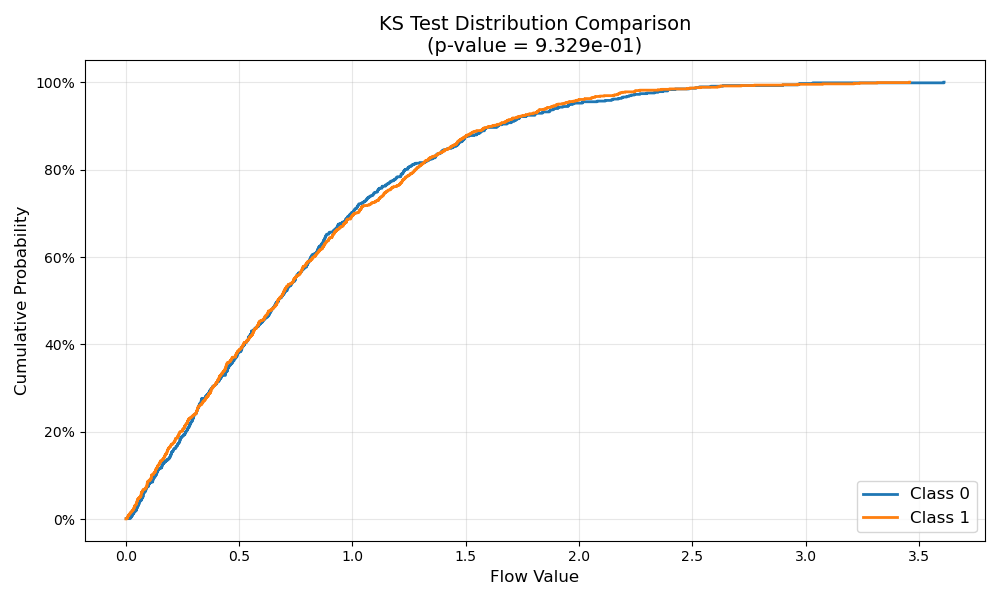 KS Test Distribution Comparison
(p-value = 9.329e-01)
Cumulative Probability
100%
80%
60%
40%
20%
0%
0.0
0.5
1.0
1.5
2.0
2.5
3.0
3.5
Flow Value
Class 0
Class 1